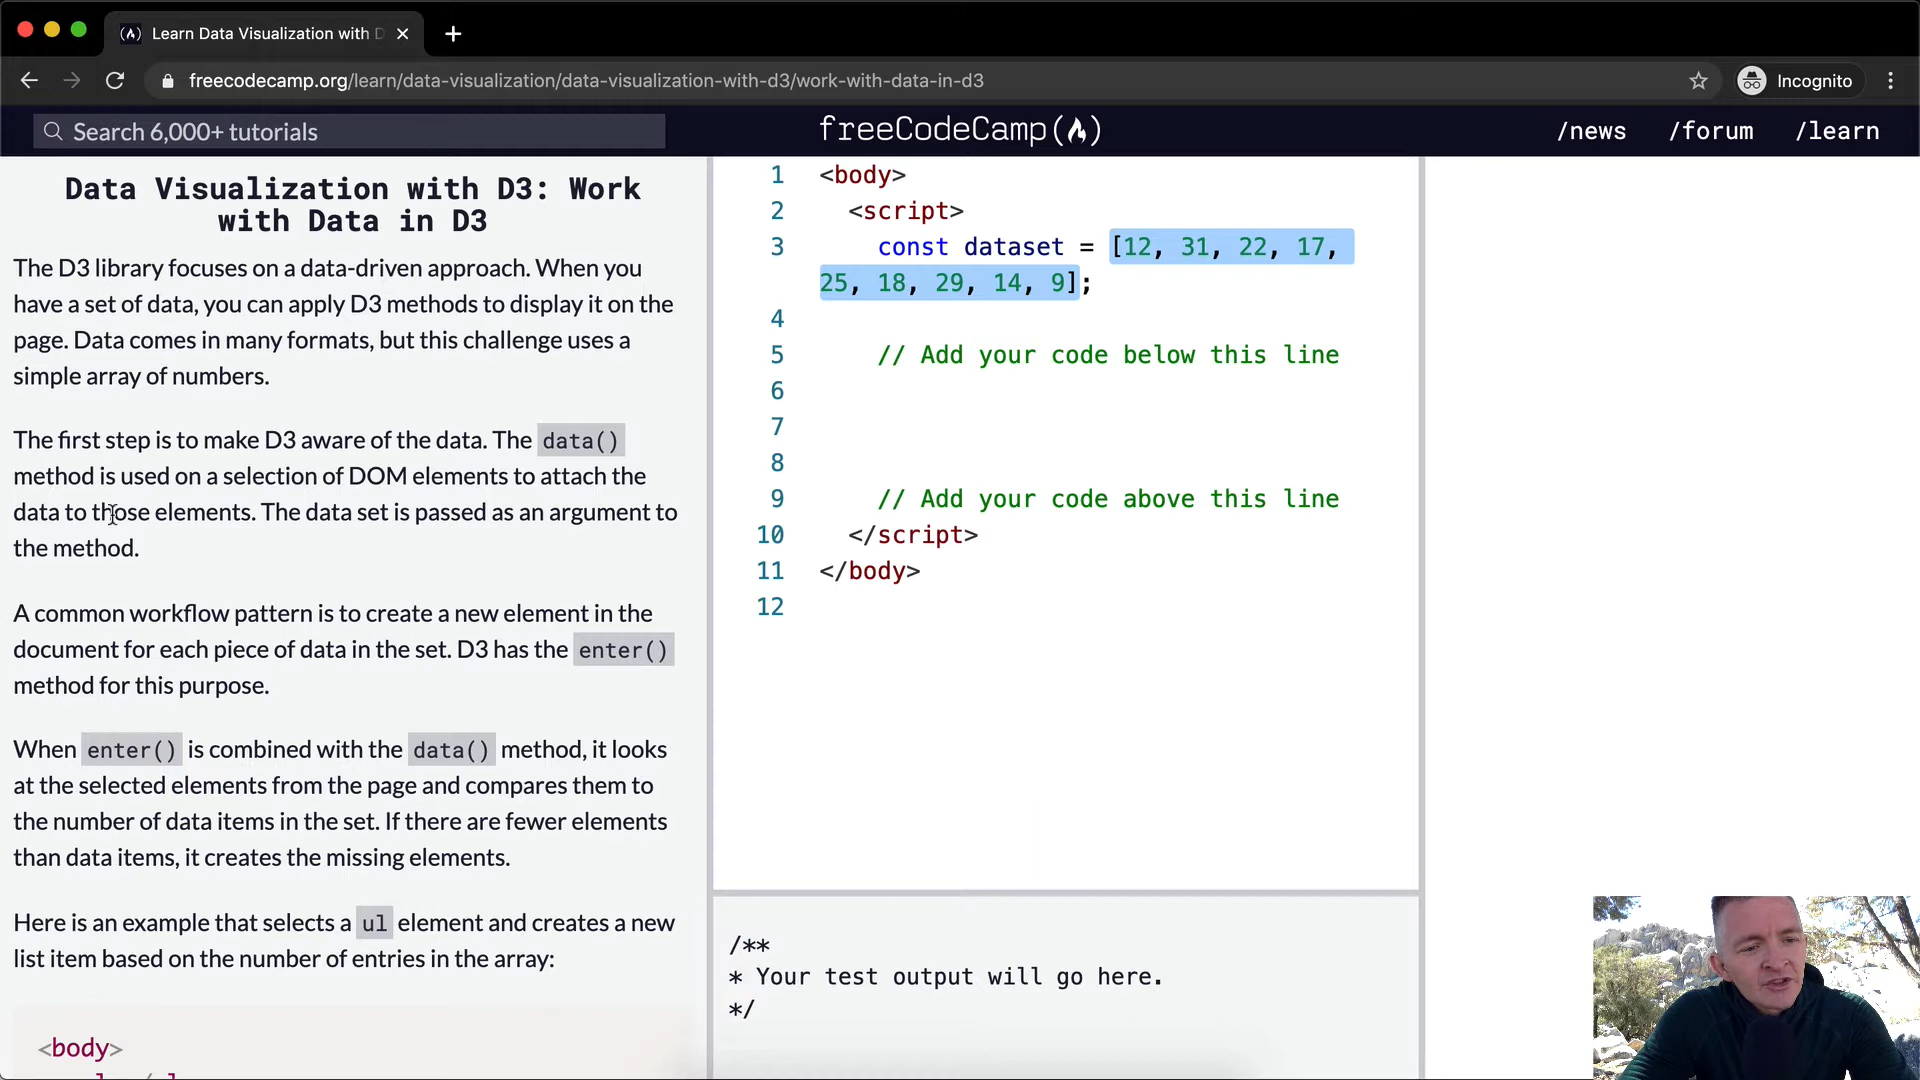 Learn Data Visualization with D
freecodecamp.org/learn/data-visualization/data-visualization-with-d3/work-with-data-in-d3
Incognito
Search 6,000+ tutorials
freeCodeCamp(🔥)
/news /forum /learn
Data Visualization with D3: Work
with Data in D3
The D3 library focuses on a data-driven approach. When you
have a set of data, you can apply D3 methods to display it on the
page. Data comes in many formats, but this challenge uses a
simple array of numbers.
The first step is to make D3 aware of the data. The data()
method is used on a selection of DOM elements to attach the
data to those elements. The data set is passed as an argument to
the method.
A common workflow pattern is to create a new element in the
document for each piece of data in the set. D3 has the enter()
method for this purpose.
When enter() is combined with the data() method, it looks
at the selected elements from the page and compares them to
the number of data items in the set. If there are fewer elements
than data items, it creates the missing elements.
Here is an example that selects a ul element and creates a new
list item based on the number of entries in the array:
<body>
1 <body>
2 <script>
3 const dataset = [12, 31, 22, 17,
25, 18, 29, 14, 9];
4
5 // Add your code below this line
6
7
8
9 // Add your code above this line
10 </script>
11 </body>
12
/**
* Your test output will go here.
*/